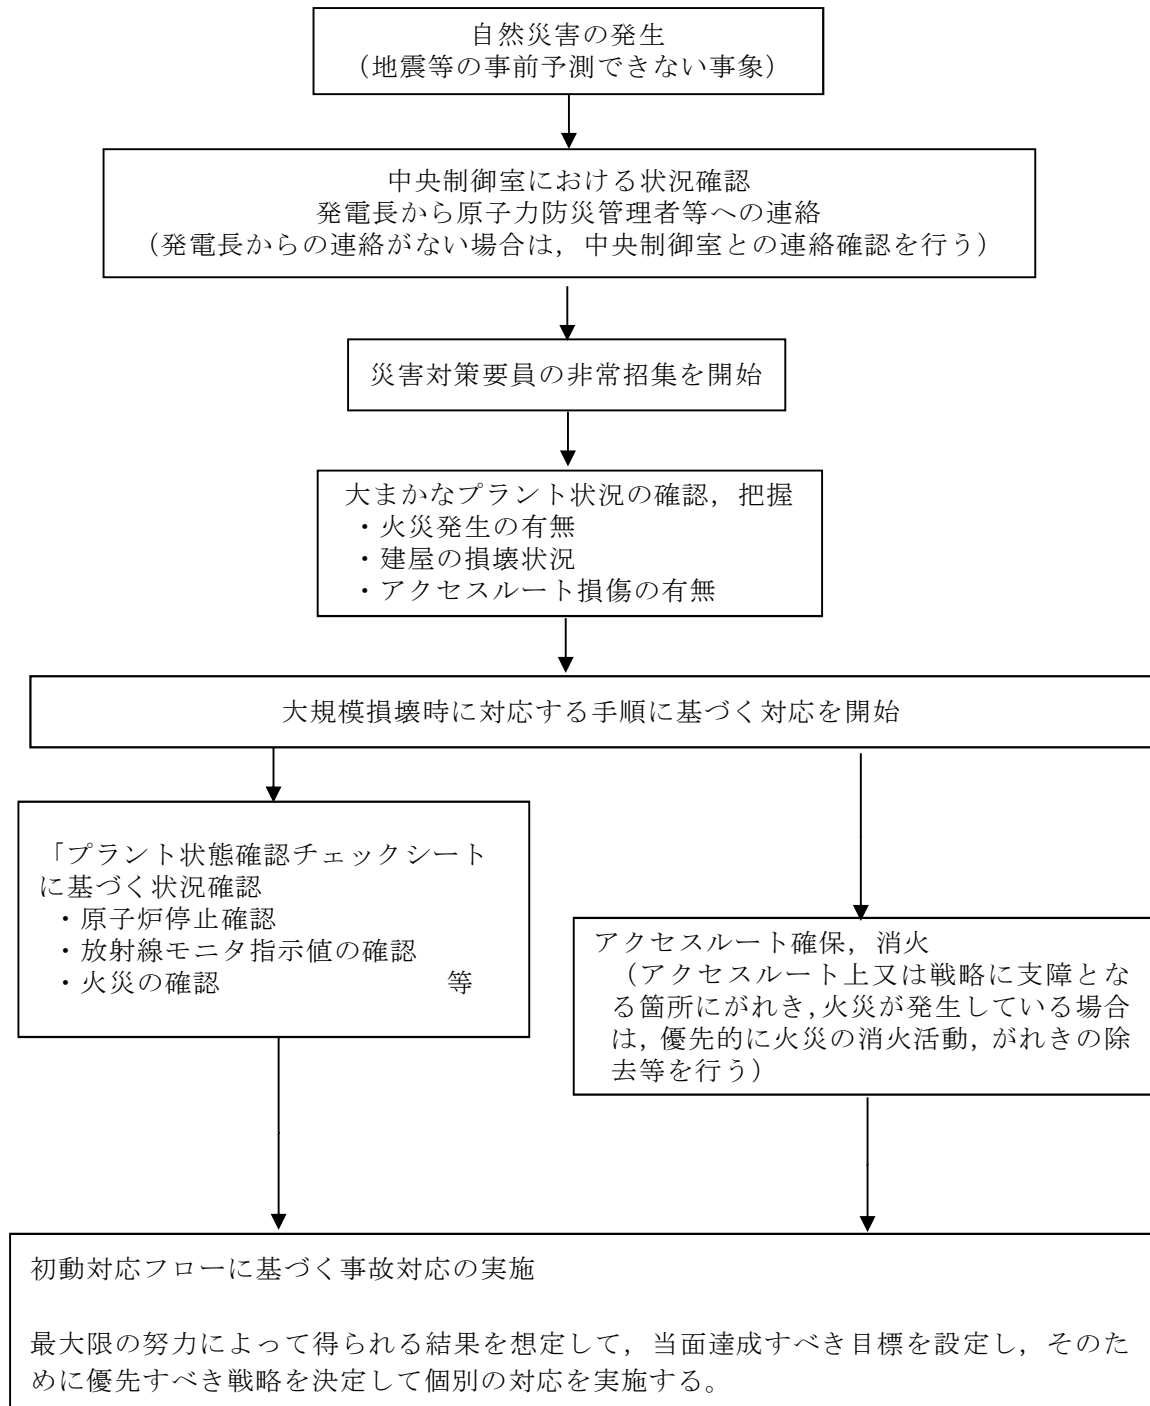 自然災害の発生
（地震等の事前予測できない事象）
中央制御室における状況確認
発電長から原子力防災管理者等への連絡
（発電長からの連絡がない場合は，中央制御室との連絡確認を行う）
災害対策要員の非常招集を開始
大まかなプラント状況の確認，把握
・火災発生の有無
・建屋の損壊状況
・アクセスルート損傷の有無
大規模損壊時に対応する手順に基づく対応を開始
「プラント状態確認チェックシート
に基づく状況確認
・原子炉停止確認
・放射線モニタ指示値の確認
・火災の確認　　　　　　　等
アクセスルート確保，消火
（アクセスルート上又は戦略に支障とな
る箇所にがれき，火災が発生している場合
は，優先的に火災の消火活動，がれきの除
去等を行う）
初動対応フローに基づく事故対応の実施
最大限の努力によって得られる結果を想定して，当面達成すべき目標を設定し，そのた
めに優先すべき戦略を決定して個別の対応を実施する。